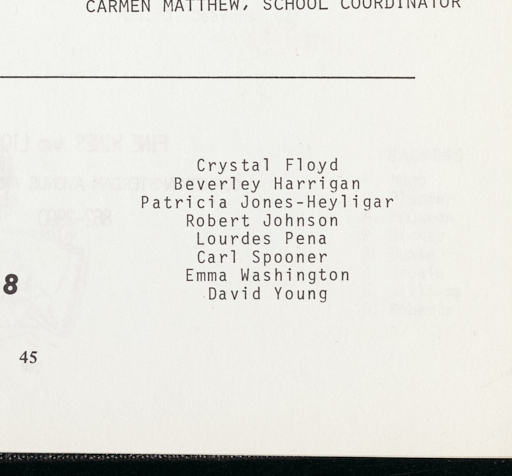 CARMEN MATTHEW, SCHOOL COORDINATOR
Crystal Floyd
Beverley Harrigan
Patricia Jones-Heyligar
Robert Johnson
Lourdes Pena
Carl Spooner
Emma Washington
David Young
8
45